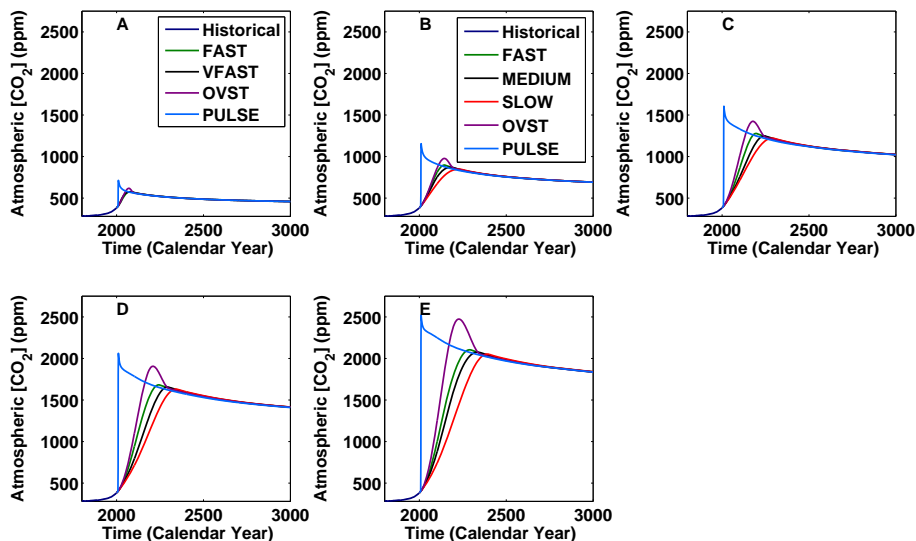 A
Historical
FAST
VFAST
OVST
PULSE
Atmospheric [CO2] (ppm)
2500
2000
1500
1000
500
2000 2500 3000
Time (Calendar Year)
B
Historical
FAST
MEDIUM
SLOW
OVST
PULSE
Atmospheric [CO2] (ppm)
2500
2000
1500
1000
500
2000 2500 3000
Time (Calendar Year)
C
Atmospheric [CO2] (ppm)
2500
2000
1500
1000
500
2000 2500 3000
Time (Calendar Year)
D
Atmospheric [CO2] (ppm)
2500
2000
1500
1000
500
2000 2500 3000
Time (Calendar Year)
E
Atmospheric [CO2] (ppm)
2500
2000
1500
1000
500
2000 2500 3000
Time (Calendar Year)